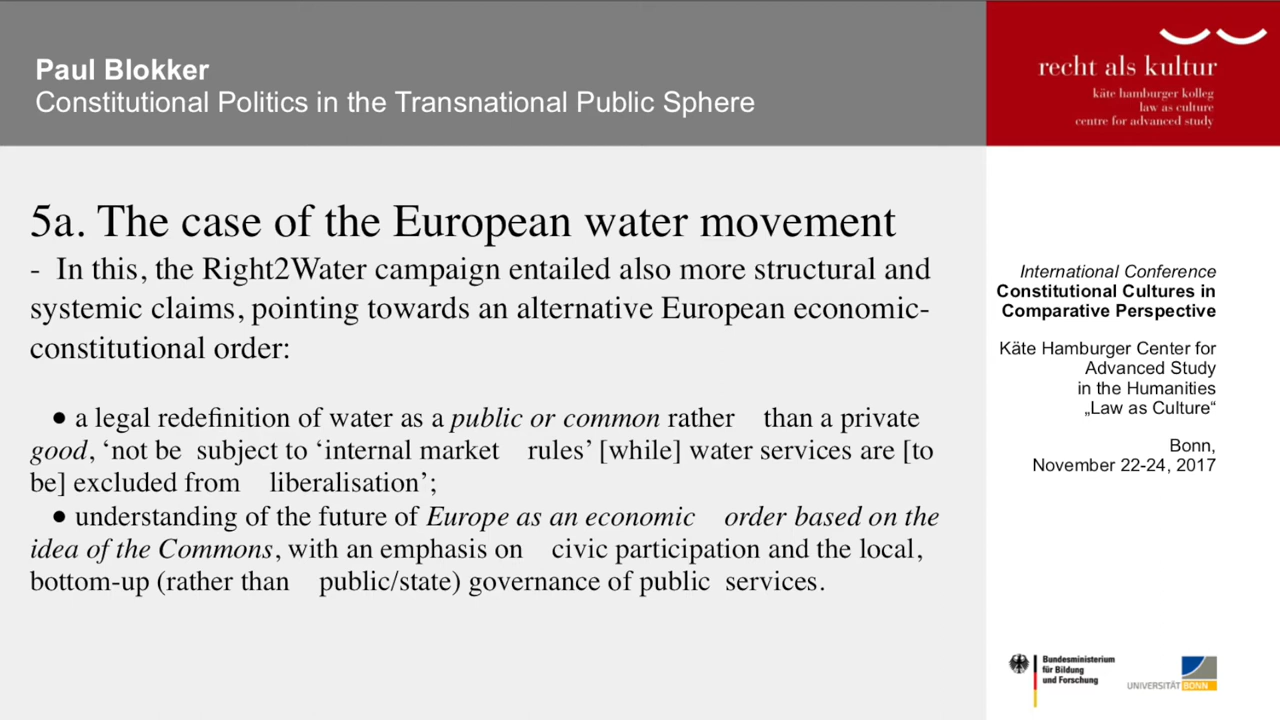 Paul Blokker
Constitutional Politics in the Transnational Public Sphere
recht als kultur
käte hamburger kolleg
law as culture
centre for advanced study
5a. The case of the European water movement
- In this, the Right2Water campaign entailed also more structural and
systemic claims, pointing towards an alternative European economic-
constitutional order:
● a legal redefinition of water as a public or common rather than a private
good, ‘not be subject to ‘internal market rules’ [while] water services are [to
be] excluded from liberalisation’;
● understanding of the future of Europe as an economic order based on the
idea of the Commons, with an emphasis on civic participation and the local,
bottom-up (rather than public/state) governance of public services.
International Conference
Constitutional Cultures in
Comparative Perspective
Käte Hamburger Center for
Advanced Study
in the Humanities
„Law as Culture“
Bonn,
November 22-24, 2017
Bundesministerium
für Bildung
und Forschung
UNIVERSITÄT BONN